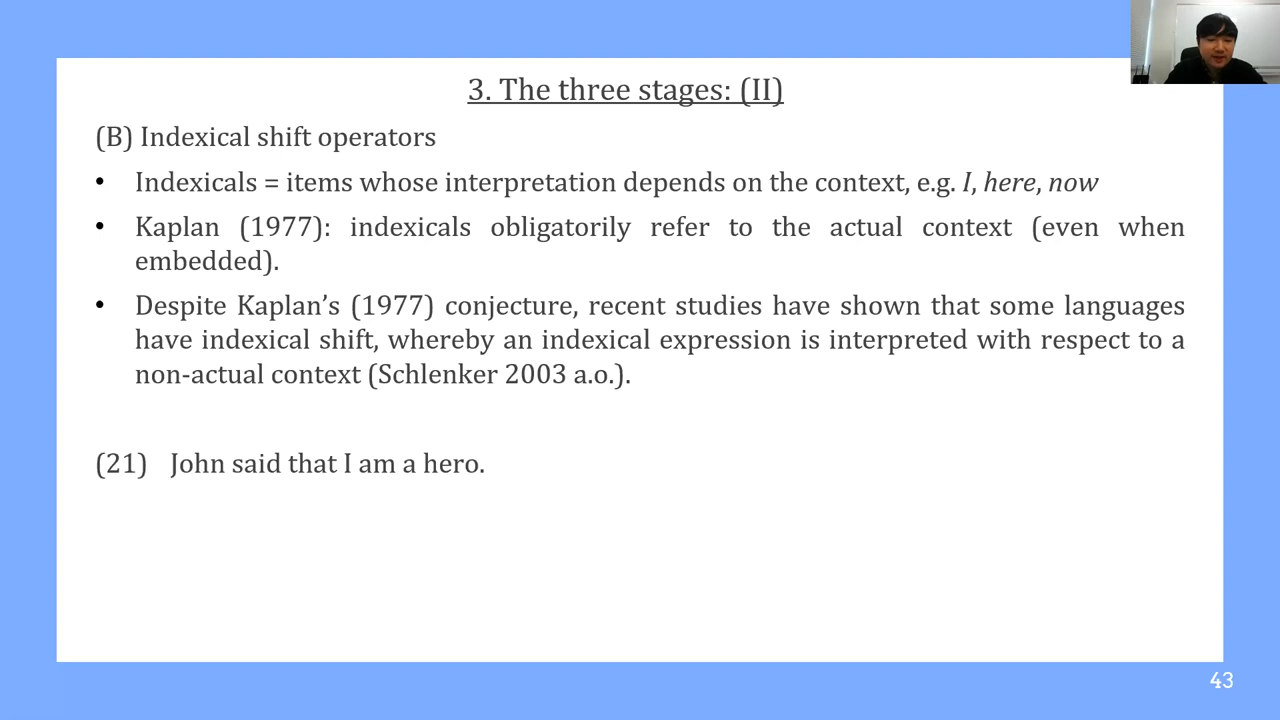 3. The three stages: (II)
(B) Indexical shift operators
• Indexicals = items whose interpretation depends on the context, e.g. I, here, now
• Kaplan (1977): indexicals obligatorily refer to the actual context (even when
embedded).
• Despite Kaplan’s (1977) conjecture, recent studies have shown that some languages
have indexical shift, whereby an indexical expression is interpreted with respect to a
non-actual context (Schlenker 2003 a.o.).
(21) John said that I am a hero.
43